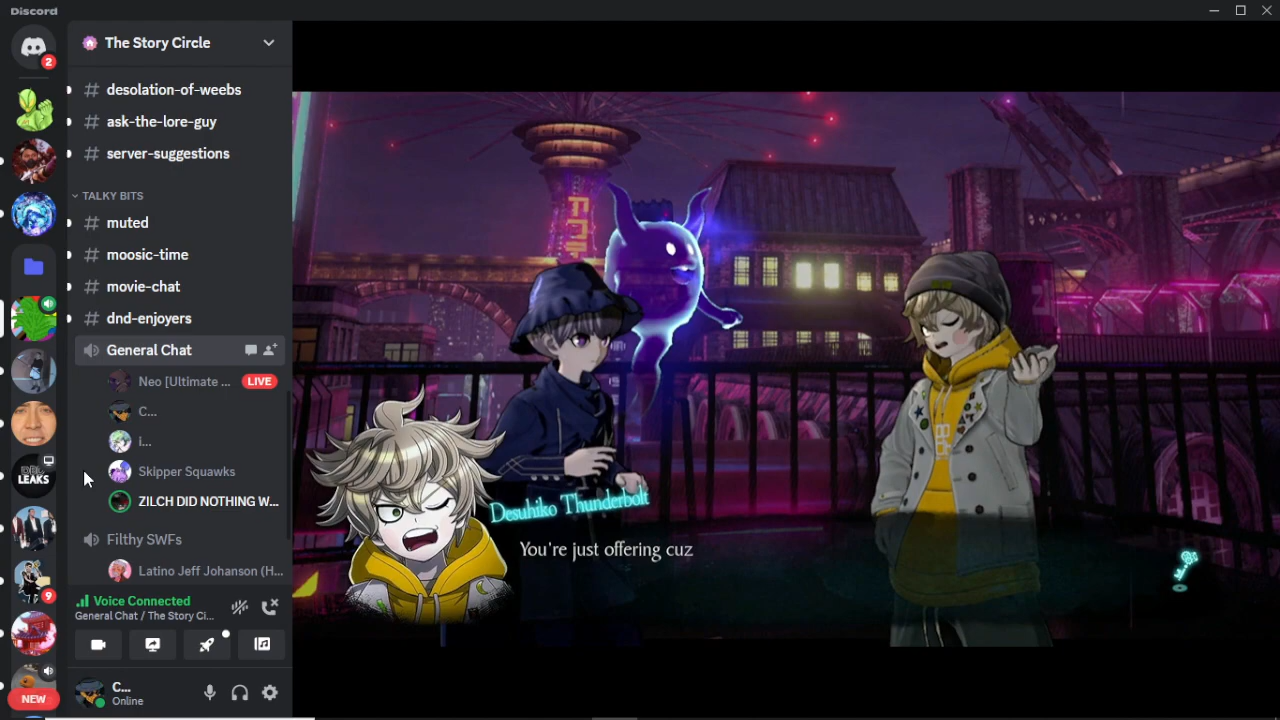 Discord
2
The Story Circle
desolation-of-weebs
ask-the-lore-guy
server-suggestions
TALKY BITS
muted
moosic-time
movie-chat
dnd-enjoyers
General Chat
Neo [Ultimate ...
LIVE
C...
i...
Skipper Squawks
ZILCH DID NOTHING W...
LEAKS
Filthy SWFs
Latino Jeff Johanson (H...
9
Voice Connected
General Chat / The Story Ci...
NEW
C...
Online
Desuhiko Thunderbolt
You're just offering cuz